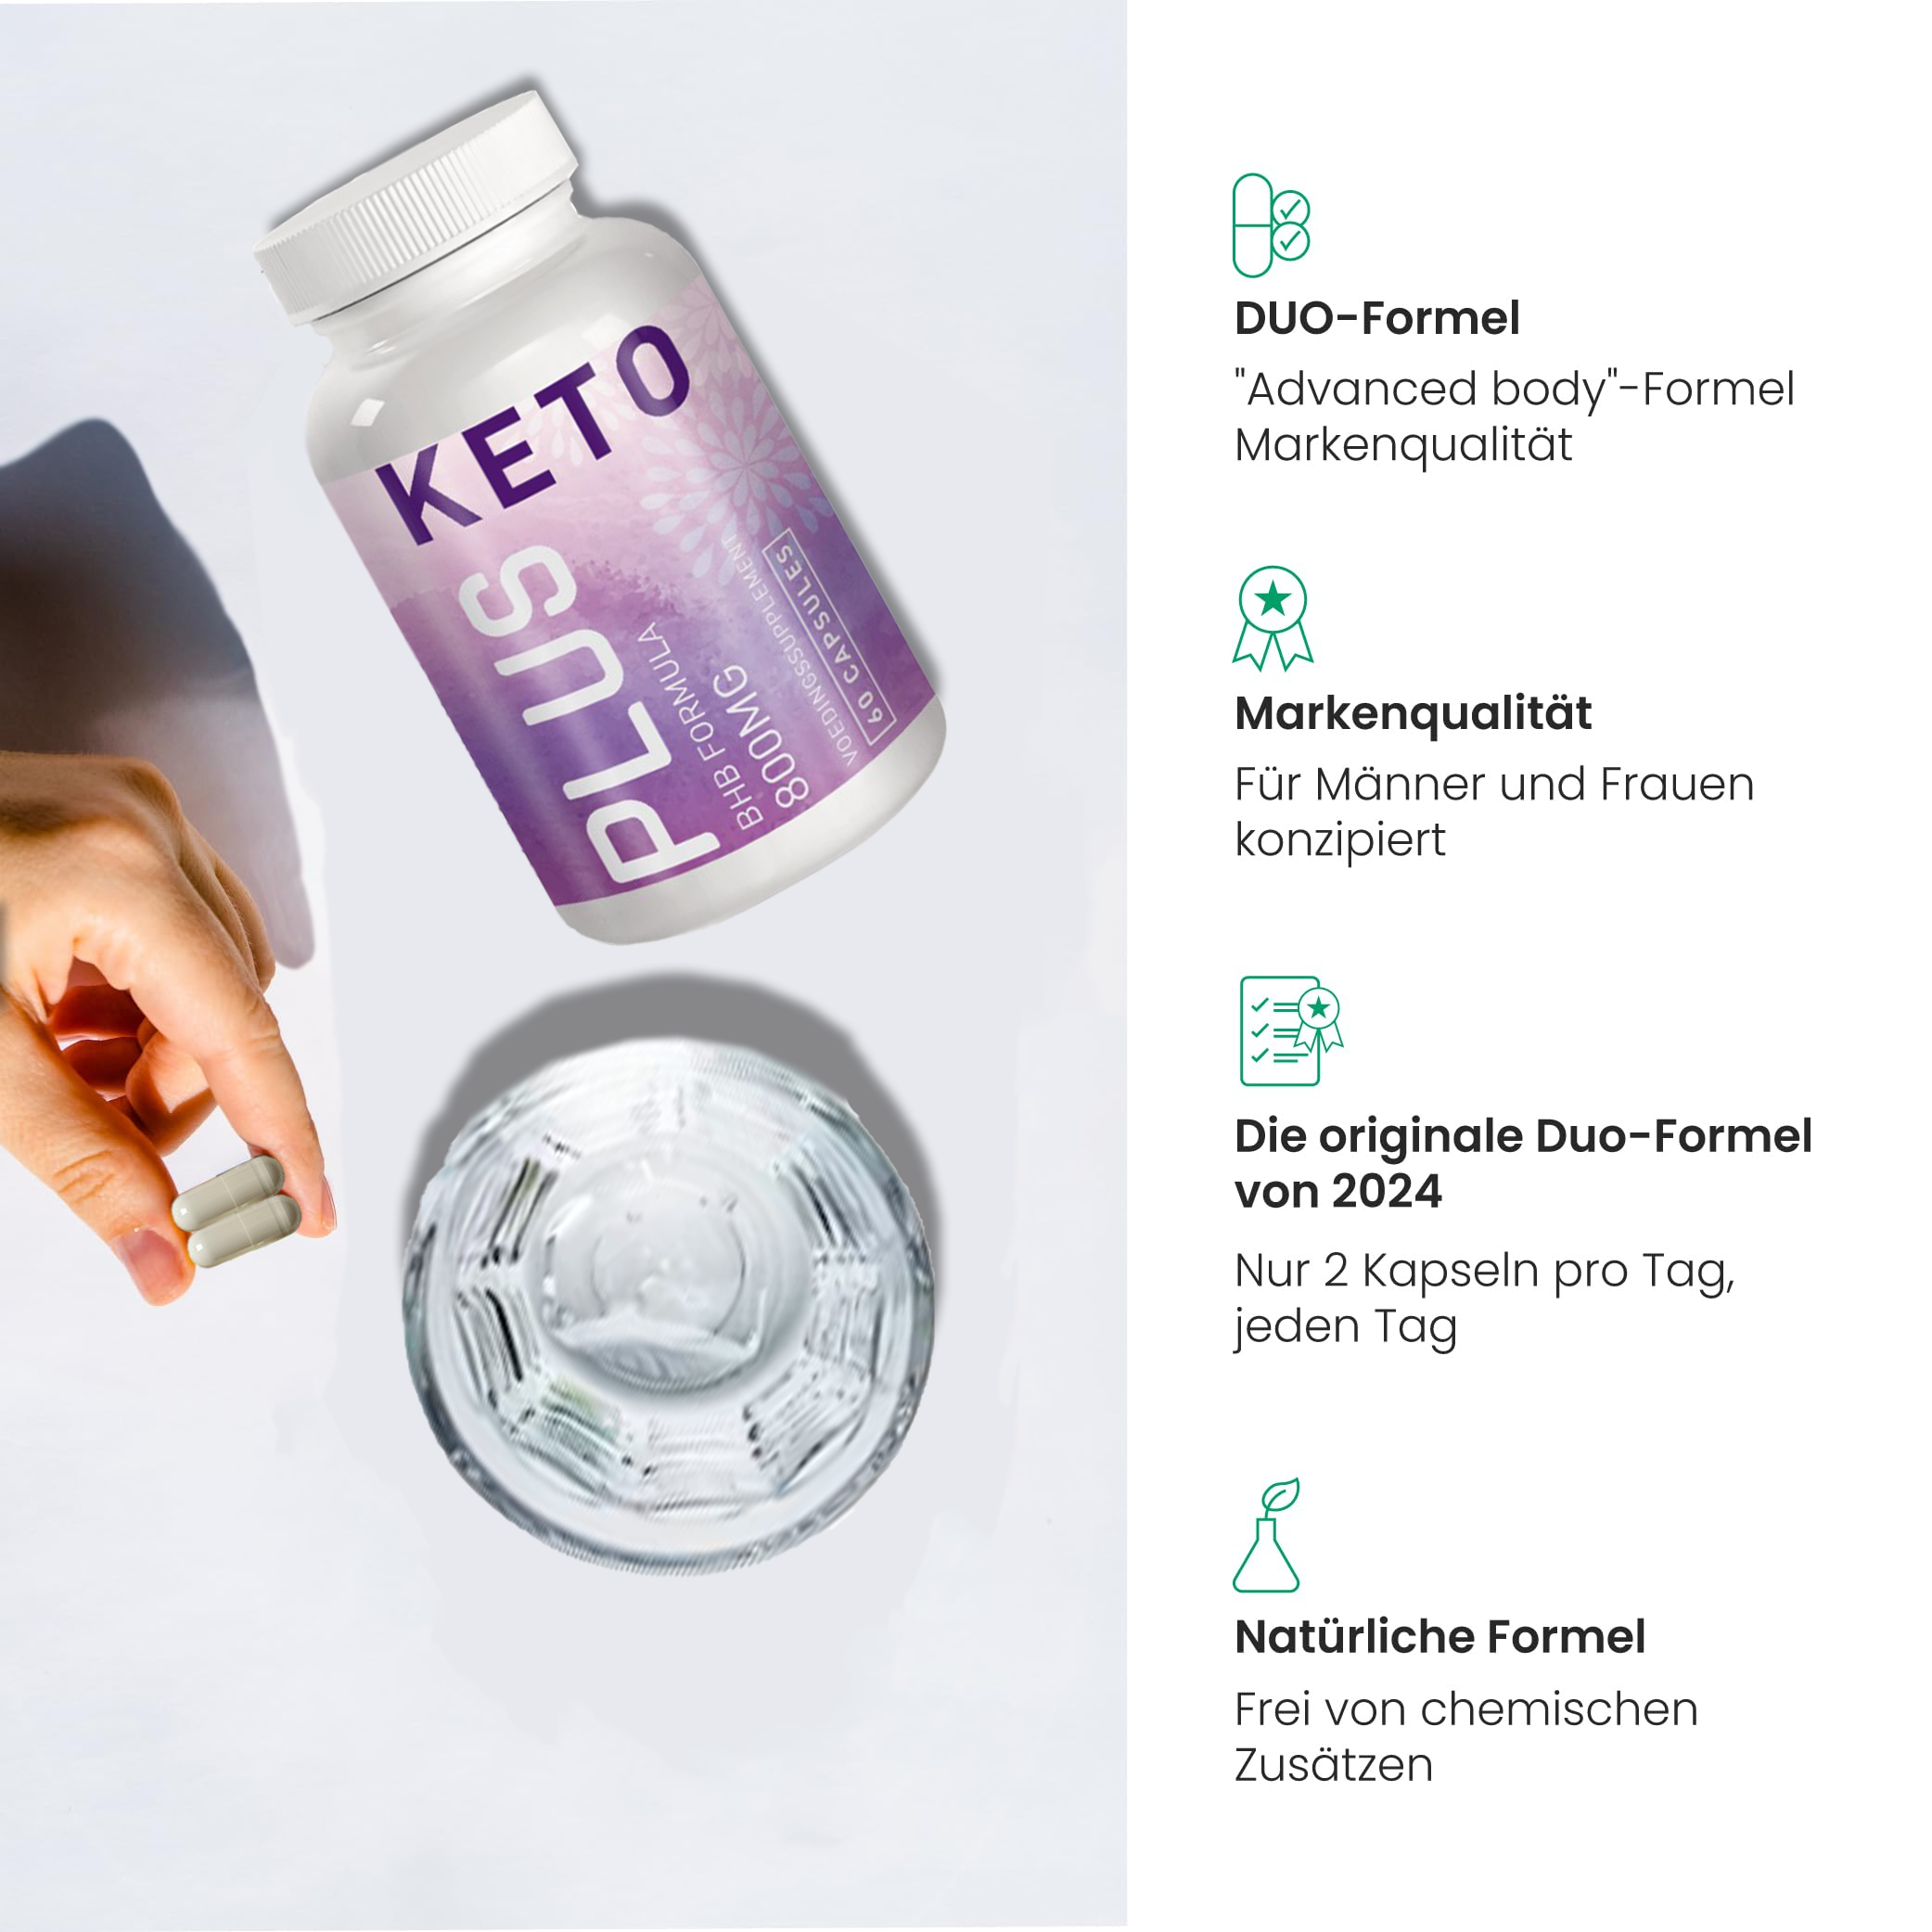 KETO
PLUS
BHB FORMULA
800MG
VOEDINGSSUPPLEMENT
60 CAPSULES
DUO-Formel
"Advanced body"-Formel
Markenqualität
Markenqualität
Für Männer und Frauen
konzipiert
Die originale Duo-Formel
von 2024
Nur 2 Kapseln pro Tag,
jeden Tag
Natürliche Formel
Frei von chemischen
Zusätzen